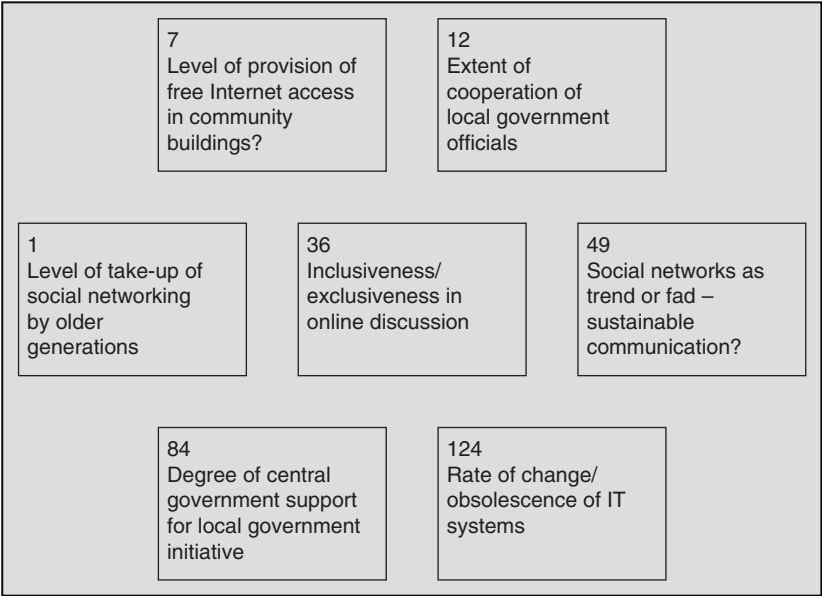 7
Level of provision of
free Internet access
in community
buildings?
12
Extent of
cooperation of
local government
officials
1
Level of take-up of
social networking
by older
generations
36
Inclusiveness/
exclusiveness in
online discussion
49
Social networks as
trend or fad –
sustainable
communication?
84
Degree of central
government support
for local government
initiative
124
Rate of change/
obsolescence of IT
systems